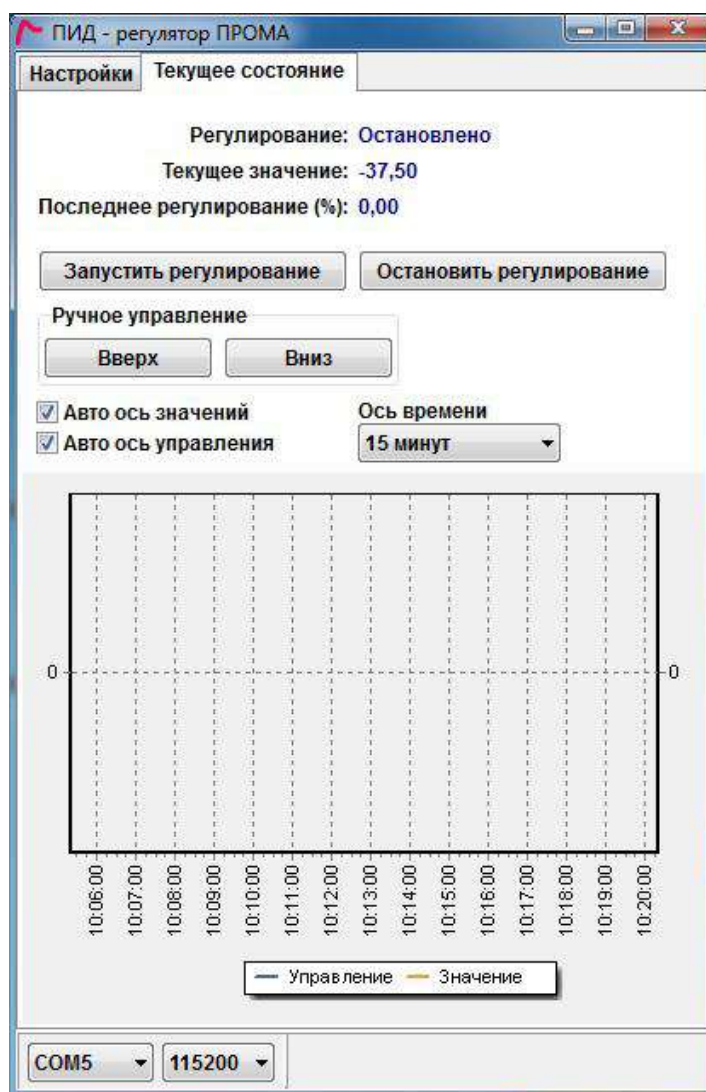 ПИД - регулятор ПРОМА
Настройки Текущее состояние
Регулирование: Остановлено
Текущее значение: -37,50
Последнее регулирование (%): 0,00
Запустить регулирование Остановить регулирование
Ручное управление
Вверх Вниз
Авто ось значений Ось времени
Авто ось управления 15 минут
0 0
10:06:00 10:07:00 10:08:00 10:09:00 10:10:00 10:11:00 10:12:00 10:13:00 10:14:00 10:15:00 10:16:00 10:17:00 10:18:00 10:19:00 10:20:00
Управление Значение
COM5 115200